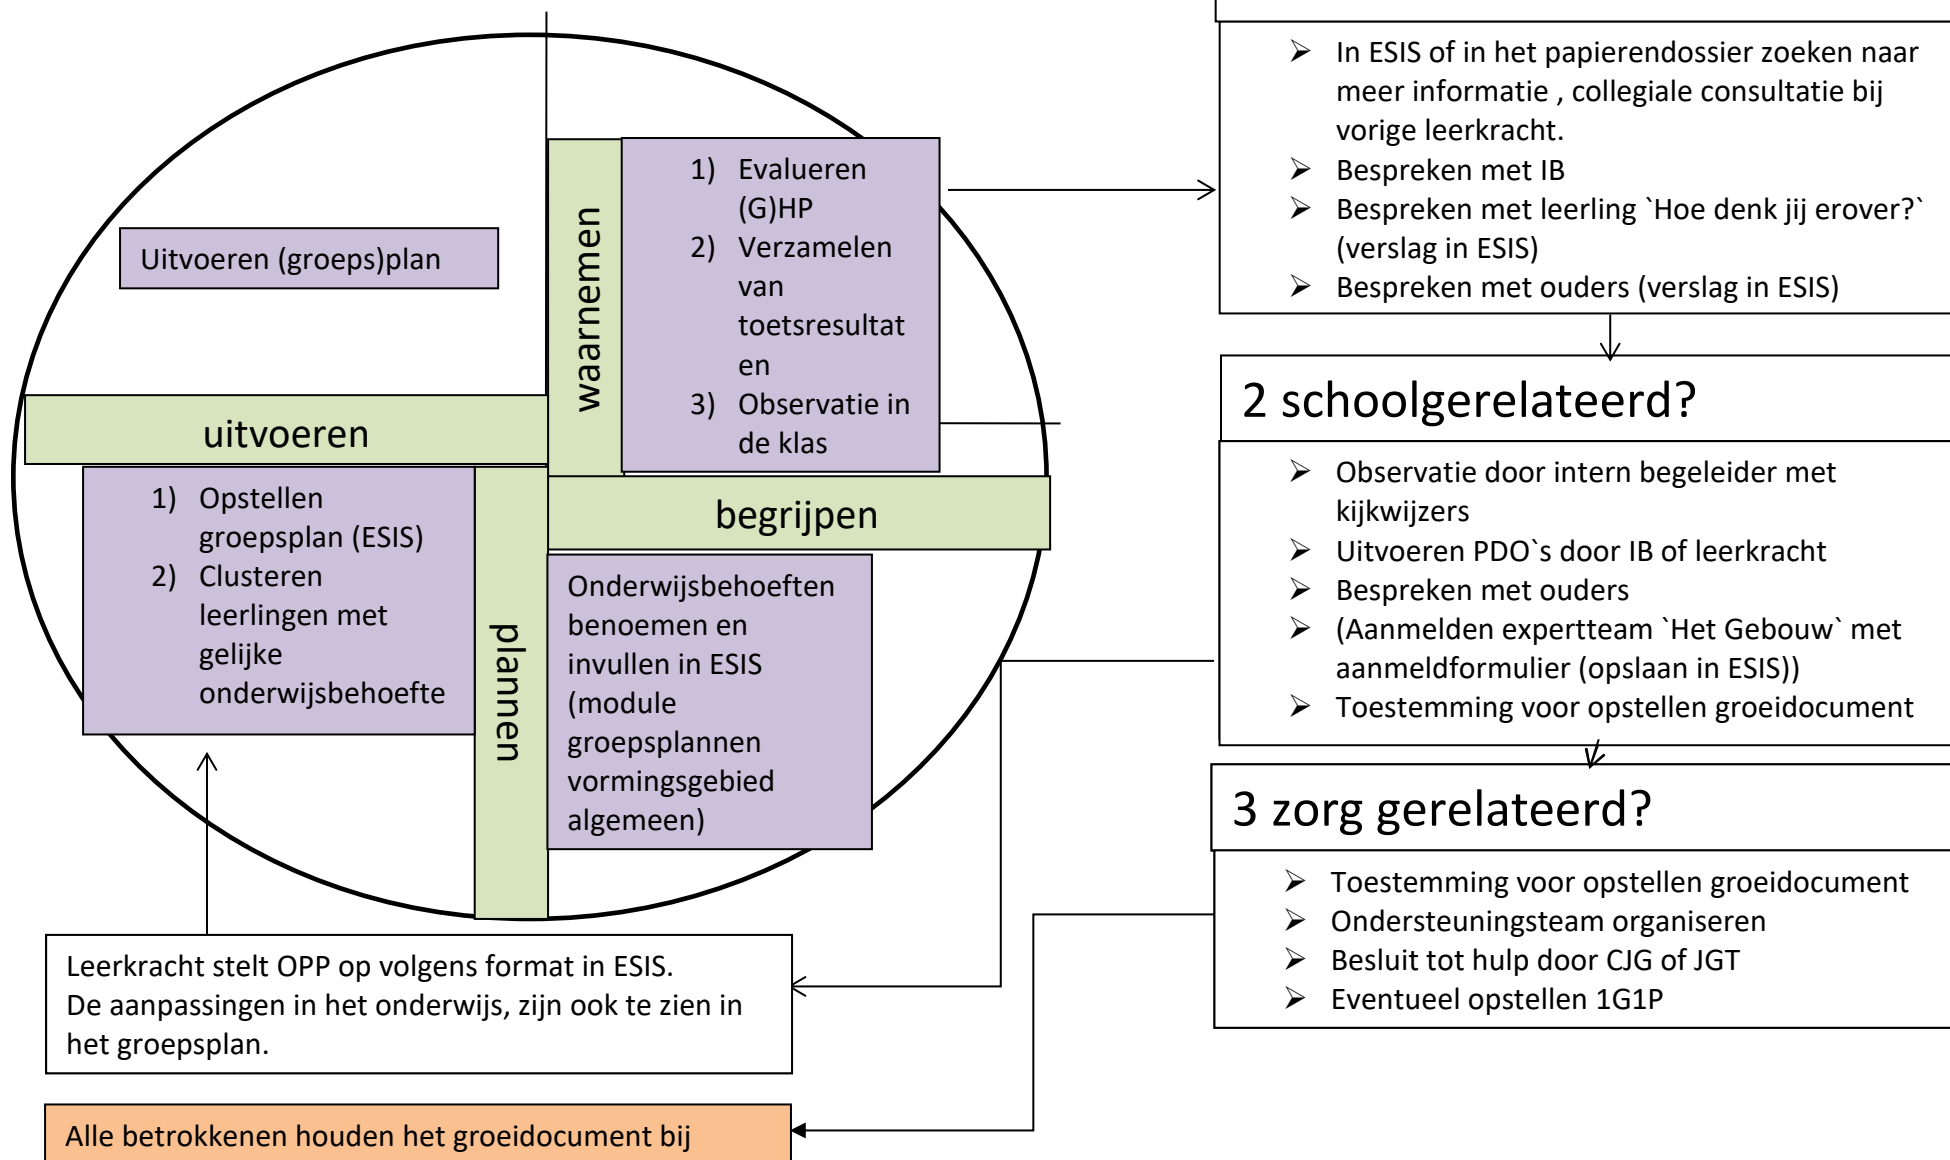 Uitvoeren (groeps)plan
uitvoeren
1) Opstellen
groepsplan (ESIS)
2) Clusteren
leerlingen met
gelijke
onderwijsbehoefte
waarnemen
1) Evalueren
(G)HP
2) Verzamelen
van
toetsresultat
en
3) Observatie in
de klas
begrijpen
plannen
Onderwijsbehoeften
benoemen en
invullen in ESIS
(module
groepsplannen
vormingsgebied
algemeen)
Leerkracht stelt OPP op volgens format in ESIS.
De aanpassingen in het onderwijs, zijn ook te zien in
het groepsplan.
Alle betrokkenen houden het groeidocument bij
➢ In ESIS of in het papierendossier zoeken naar
meer informatie , collegiale consultatie bij
vorige leerkracht.
➢ Bespreken met IB
➢ Bespreken met leerling `Hoe denk jij erover?`
(verslag in ESIS)
➢ Bespreken met ouders (verslag in ESIS)
2 schoolgerelateerd?
➢ Observatie door intern begeleider met
kijkwijzers
➢ Uitvoeren PDO`s door IB of leerkracht
➢ Bespreken met ouders
➢ (Aanmelden expertteam `Het Gebouw` met
aanmeldformulier (opslaan in ESIS))
➢ Toestemming voor opstellen groeidocument
3 zorg gerelateerd?
➢ Toestemming voor opstellen groeidocument
➢ Ondersteuningsteam organiseren
➢ Besluit tot hulp door CJG of JGT
➢ Eventueel opstellen 1G1P